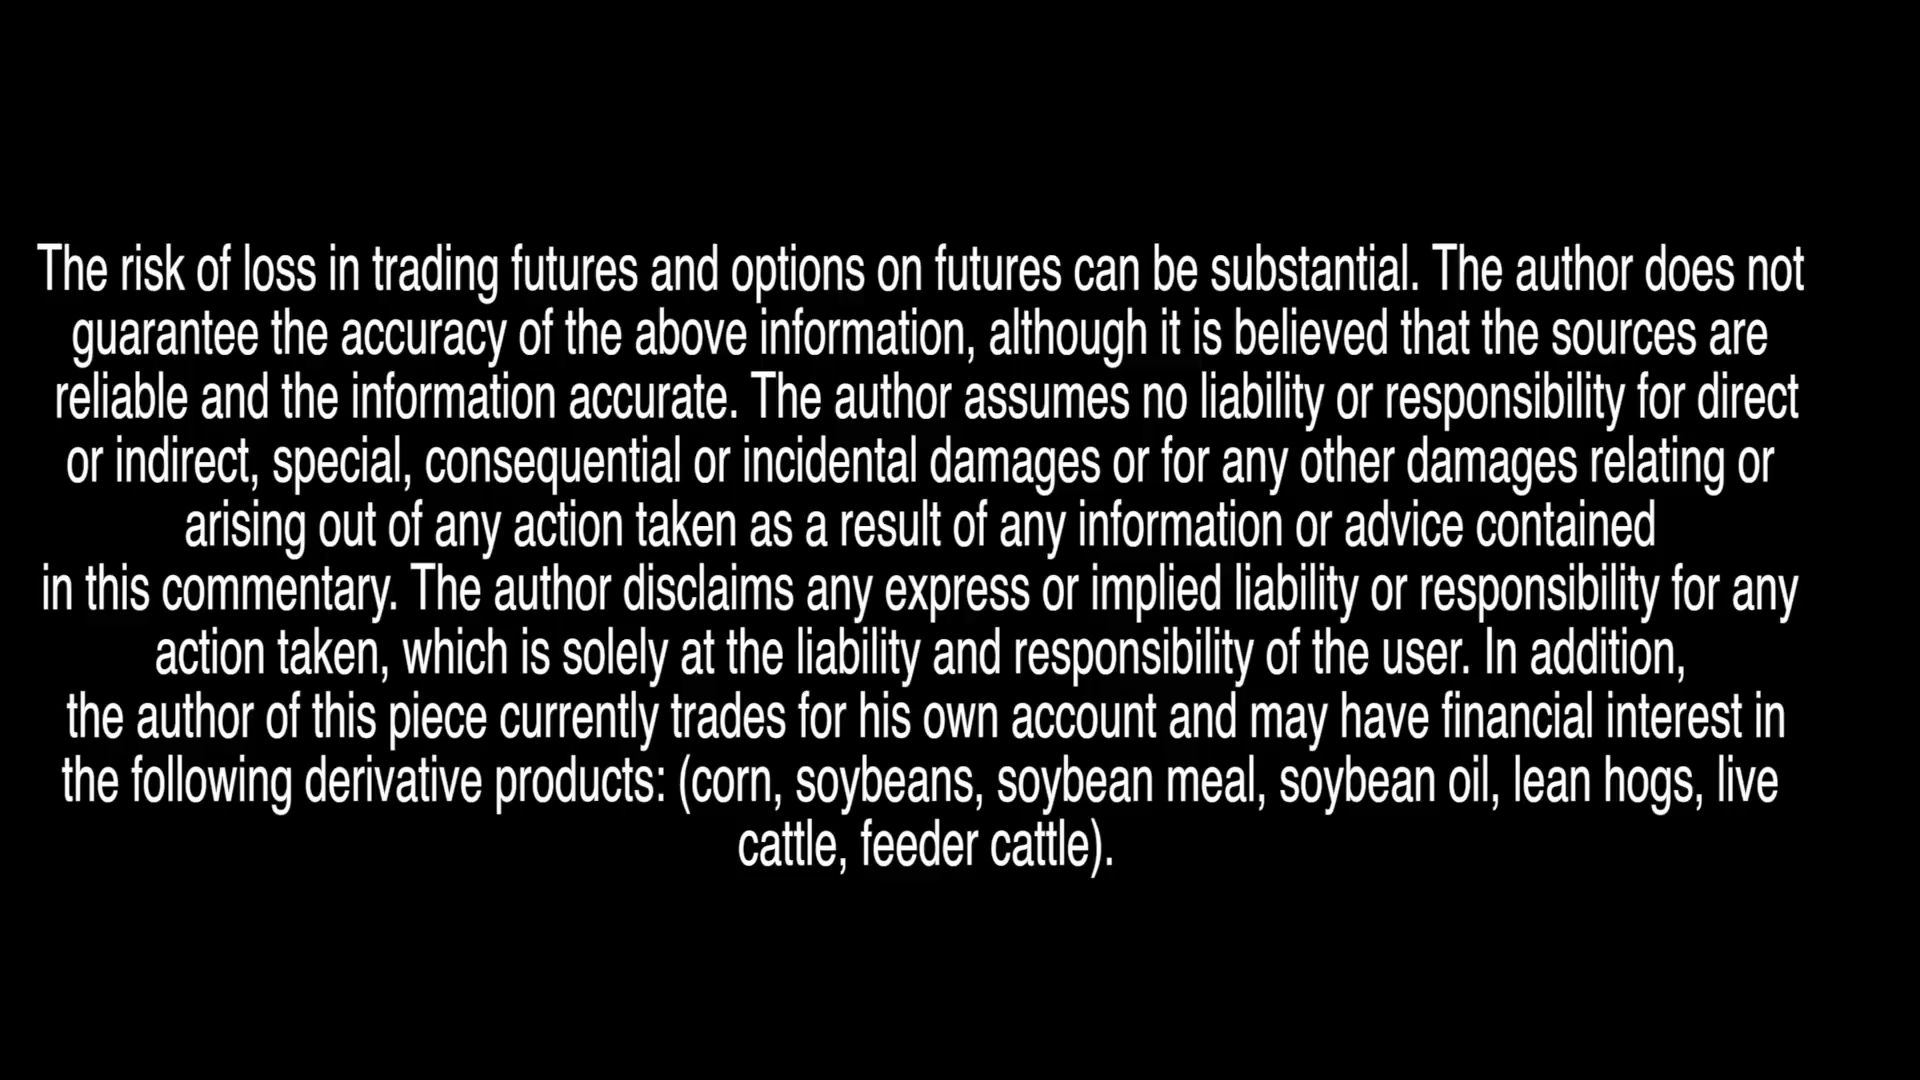 The risk of loss in trading futures and options on futures can be substantial. The author does not
guarantee the accuracy of the above information, although it is believed that the sources are
reliable and the information accurate. The author assumes no liability or responsibility for direct
or indirect, special, consequential or incidental damages or for any other damages relating or
arising out of any action taken as a result of any information or advice contained
in this commentary. The author disclaims any express or implied liability or responsibility for any
action taken, which is solely at the liability and responsibility of the user. In addition,
the author of this piece currently trades for his own account and may have financial interest in
the following derivative products: (corn, soybeans, soybean meal, soybean oil, lean hogs, live
cattle, feeder cattle).